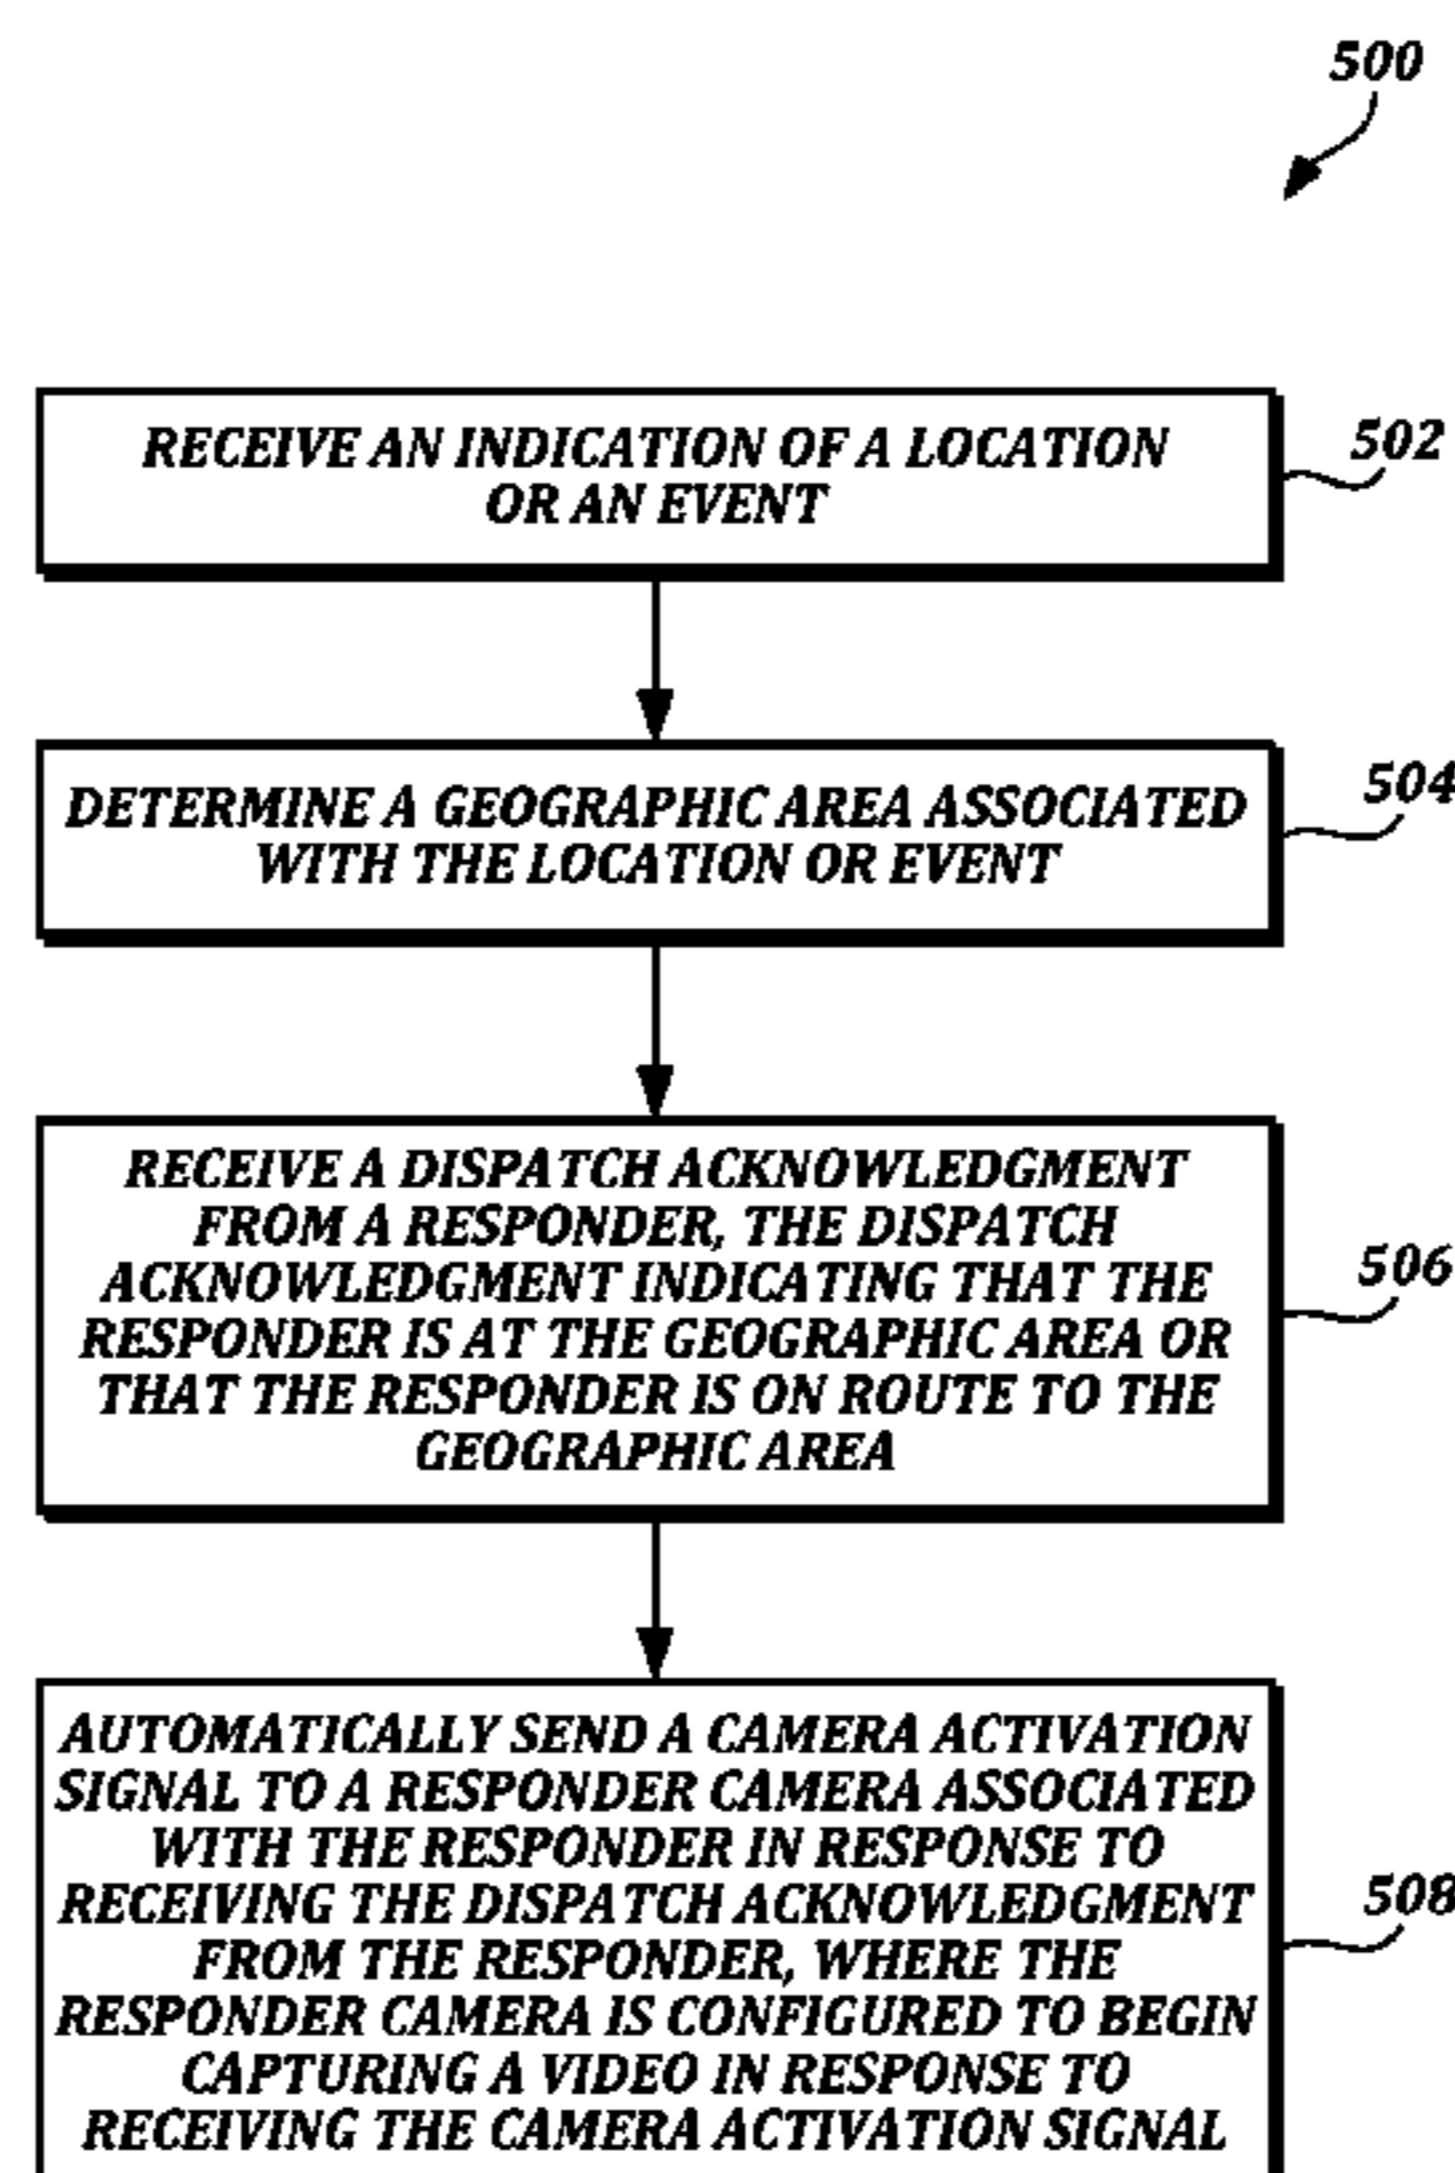 500
RECEIVE AN INDICATION OF A LOCATION
OR AN EVENT
502
DETERMINE A GEOGRAPHIC AREA ASSOCIATED
WITH THE LOCATION OR EVENT
504
RECEIVE A DISPATCH ACKNOWLEDGMENT
FROM A RESPONDER, THE DISPATCH
ACKNOWLEDGMENT INDICATING THAT THE
RESPONDER IS AT THE GEOGRAPHIC AREA OR
THAT THE RESPONDER IS ON ROUTE TO THE
GEOGRAPHIC AREA
506
AUTOMATICALLY SEND A CAMERA ACTIVATION
SIGNAL TO A RESPONDER CAMERA ASSOCIATED
WITH THE RESPONDER IN RESPONSE TO
RECEIVING THE DISPATCH ACKNOWLEDGMENT
FROM THE RESPONDER, WHERE THE
RESPONDER CAMERA IS CONFIGURED TO BEGIN
CAPTURING A VIDEO IN RESPONSE TO
RECEIVING THE CAMERA ACTIVATION SIGNAL
508